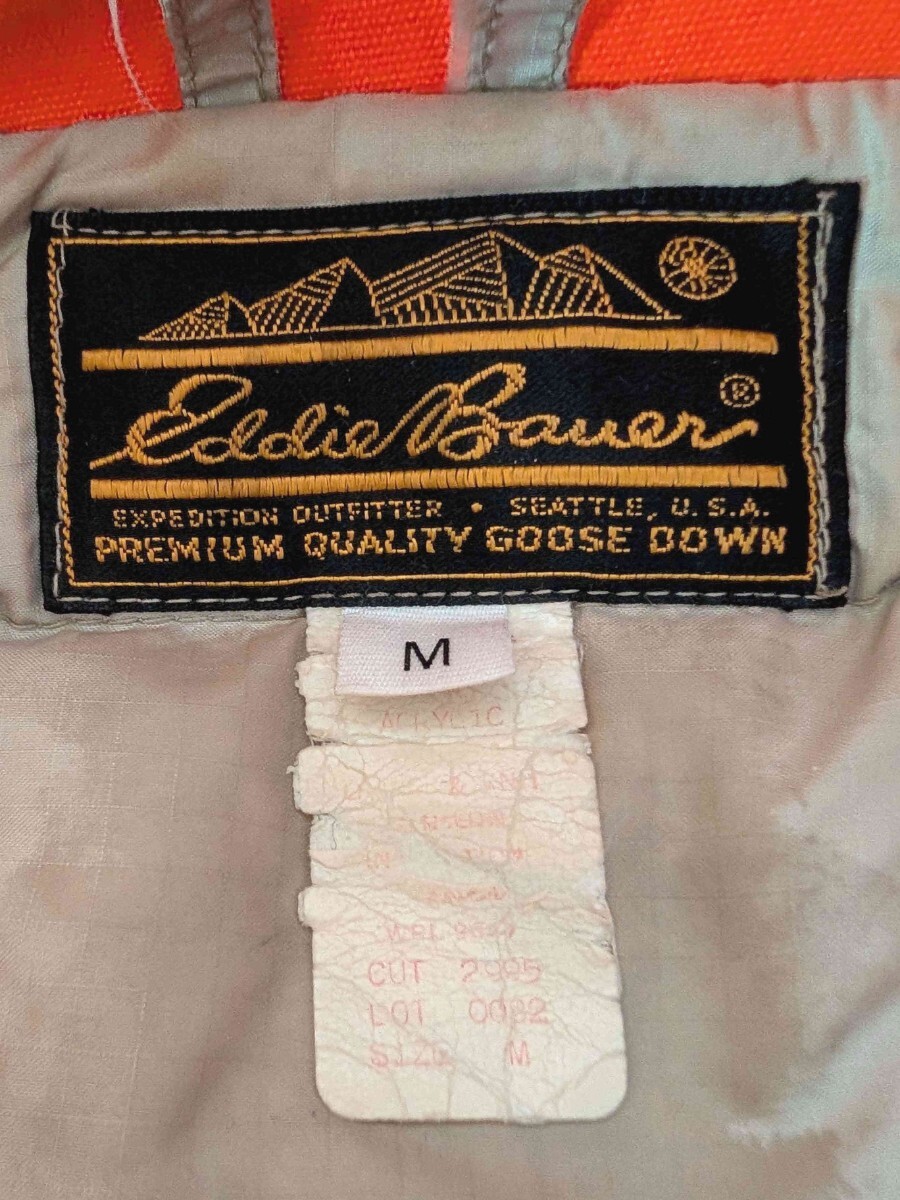 Eddie Bauer ®
EXPEDITION OUTFITTER • SEATTLE, U.S.A.
PREMIUM QUALITY GOOSE DOWN
M
ACRYLIC
CUT 2995
LOT 0082
SIZE M